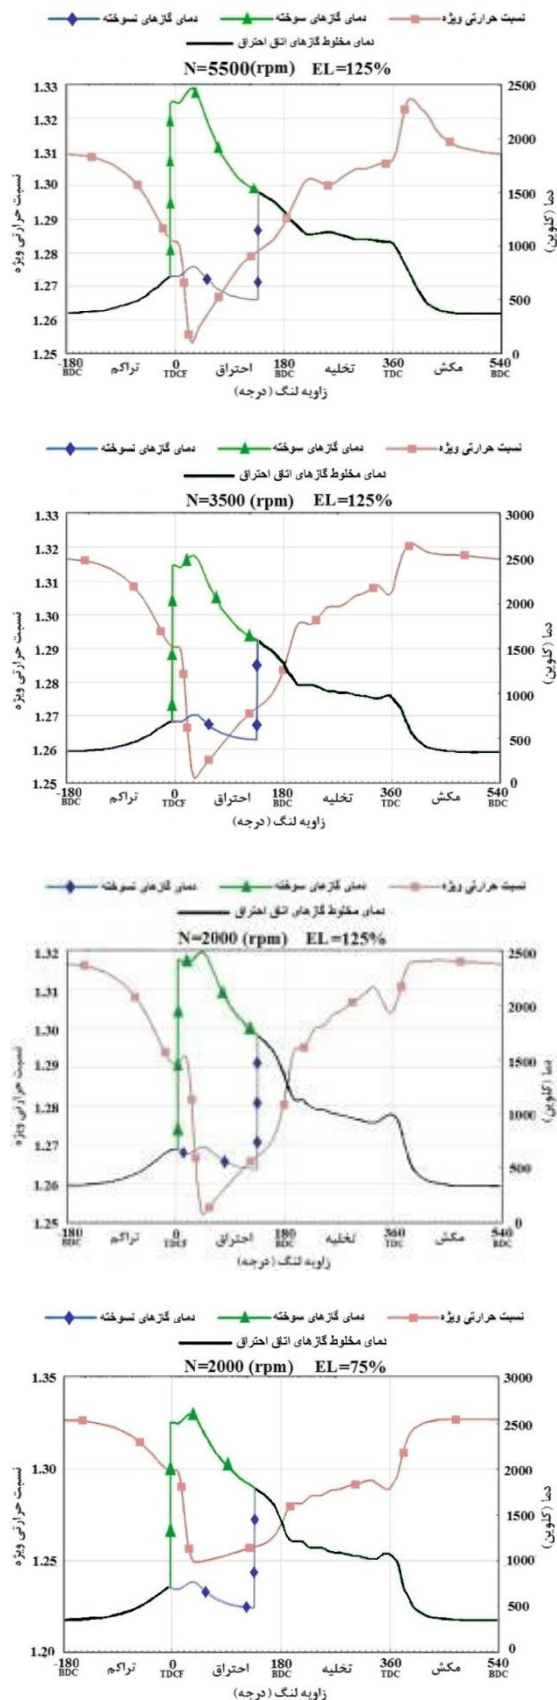 دمای گازهای نسوخته دمای گازهای سوخته نسبت حرارتی ویژه
دمای مخلوط گازهای اتاق احتراق
N=5500(rpm) EL=125%
1.33 2500
1.32 2000
1.31
1.30 1500
1.29
1.28 1000
1.27 500
1.26
1.25 0
نسبت حرارتی ویژه
دما (کلوین)
-180 0 180 360 540
BDC تراکم TDCF احتراق BDC تخلیه TDC مکش BDC
زاویه لنگ (درجه)
دمای گازهای نسوخته دمای گازهای سوخته نسبت حرارتی ویژه
دمای مخلوط گازهای اتاق احتراق
N=3500 (rpm) EL=125%
1.33 3000
1.32 2500
1.31
1.30 2000
1.29 1500
1.28 1000
1.27
1.26 500
1.25 0
نسبت حرارتی ویژه
دما (کلوین)
-180 0 180 360 540
BDC تراکم TDCF احتراق BDC تخلیه TDC مکش BDC
زاویه لنگ (درجه)
دمای گازهای نسوخته دمای گازهای سوخته نسبت حرارتی ویژه
دمای مخلوط گازهای اتاق احتراق
N=2000 (rpm) EL=125%
1.32 2500
1.31 2000
1.30
1.29 1500
1.28 1000
1.27
1.26 500
1.25 0
نسبت حرارتی ویژه
دما (کلوین)
-180 0 180 360 540
BDC تراکم TDCF احتراق BDC تخلیه TDC مکش BDC
زاویه لنگ (درجه)
دمای گازهای نسوخته دمای گازهای سوخته نسبت حرارتی ویژه
دمای مخلوط گازهای اتاق احتراق
N=2000 (rpm) EL=75%
1.35 3000
2500
1.30 2000
1500
1.25 1000
500
1.20 0
نسبت حرارتی ویژه
دما (کلوین)
-180 0 180 360 540
BDC تراکم TDCF احتراق BDC تخلیه TDC مکش BDC
زاویه لنگ (درجه)